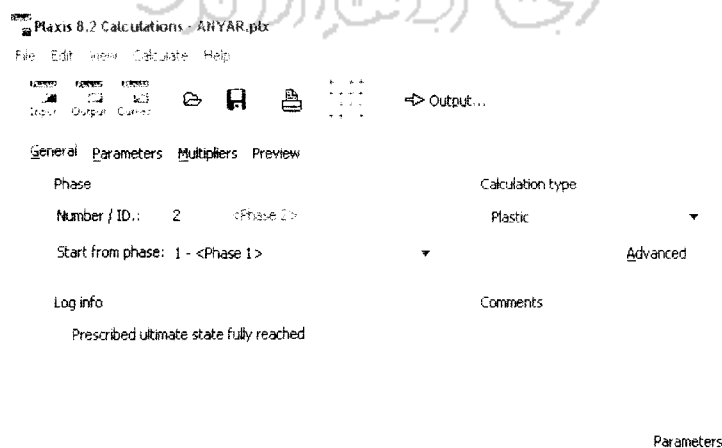 Plaxis 8.2 Calculations - ANYAR.plx
File Edit View Calculate Help
Input Output Curves
Output...
General Parameters Multipliers Preview
Phase
Calculation type
Number / ID.: 2 <Phase 2>
Plastic
Start from phase: 1 - <Phase 1>
Advanced
Log info
Comments
Prescribed ultimate state fully reached
Parameters